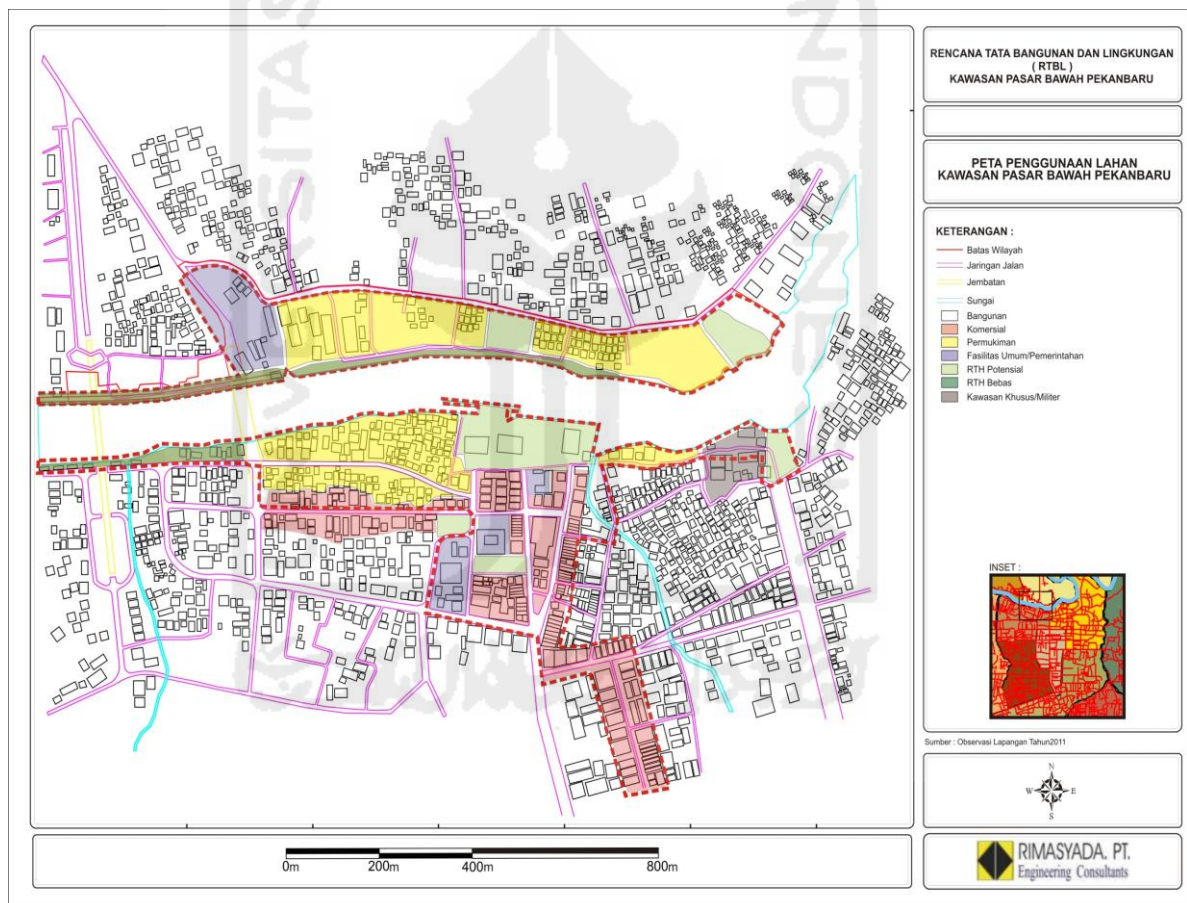 RENCANA TATA BANGUNAN DAN LINGKUNGAN
( RTBL )
KAWASAN PASAR BAWAH PEKANBARU
PETA PENGGUNAAN LAHAN
KAWASAN PASAR BAWAH PEKANBARU
KETERANGAN :
Batas Wilayah
Jaringan Jalan
Jembatan
Sungai
Bangunan
Komersial
Permukiman
Fasilitas Umum/Pemerintahan
RTH Potensial
RTH Bebas
Kawasan Khusus/Militer
INSET :
Sumber : Observasi Lapangan Tahun2011
N
W E
S
RIMASYADA. PT.
Engineering Consultants
0m 200m 400m 800m